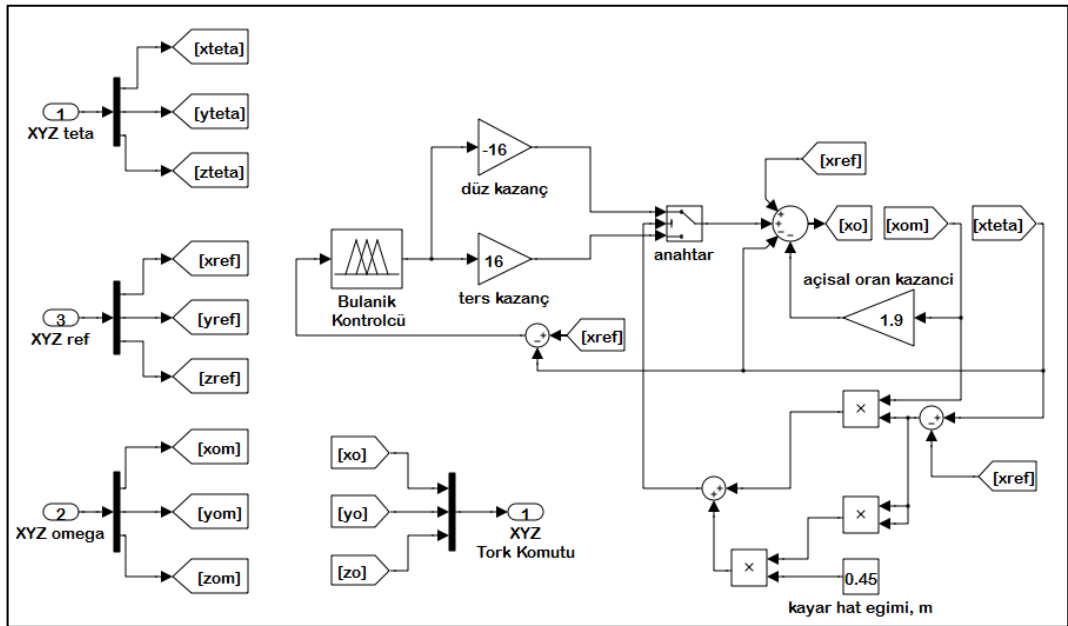 [xteta]
1
[yteta]
XYZ teta
[zteta]
-16
düz kazanç
[xref]
[xo]
[xom]
[xteta]
anahtar
16
ters kazanç
Bulanik
Kontrolcü
açisal oran kazanci
1.9
[xref]
[xref]
3
[yref]
XYZ ref
[zref]
×
[xref]
[xom]
2
[yom]
XYZ omega
[zom]
[xo]
[yo]
[zo]
1
XYZ
Tork Komutu
×
×
0.45
kayar hat egimi, m